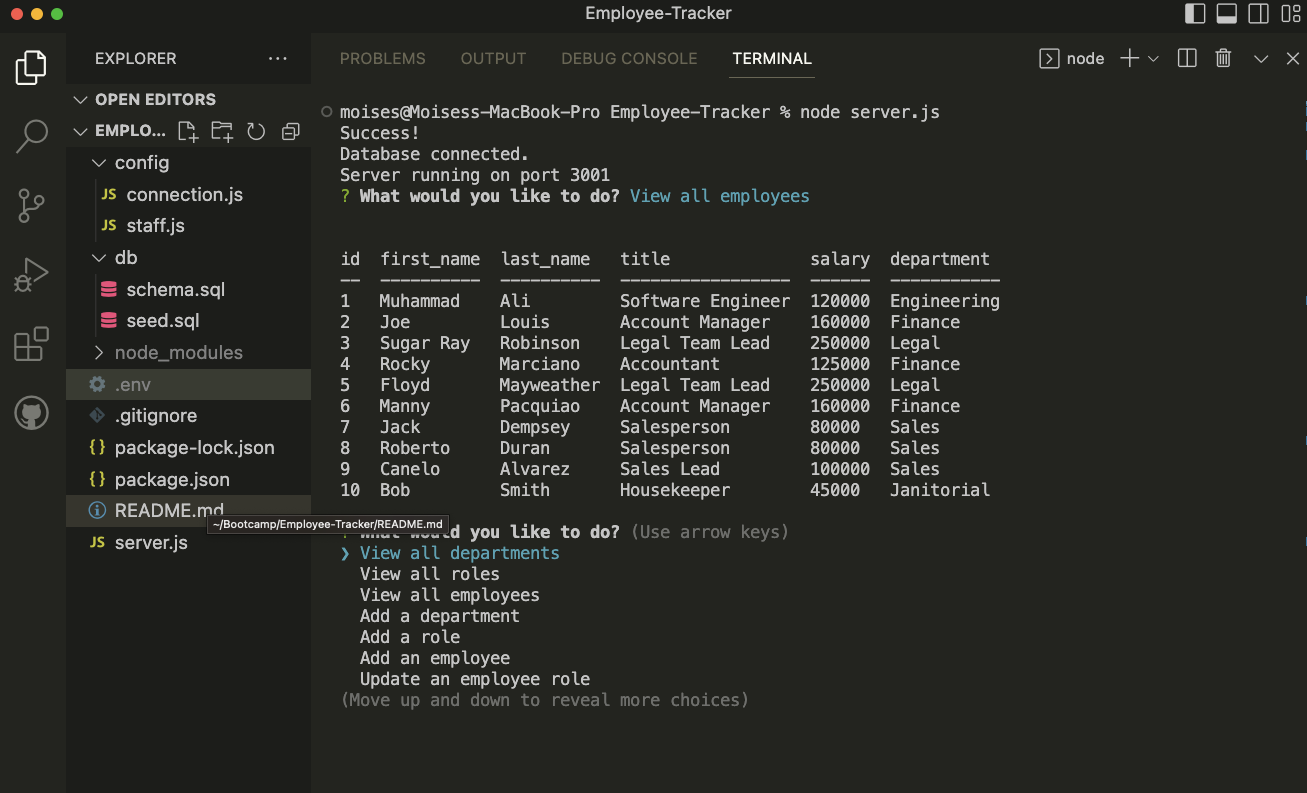 Employee-Tracker
EXPLORER
OPEN EDITORS
EMPLO...
config
JS connection.js
JS staff.js
db
schema.sql
seed.sql
node_modules
.env
.gitignore
{} package-lock.json
{} package.json
README.md
~/Bootcamp/Employee-Tracker/README.md
JS server.js
PROBLEMS OUTPUT DEBUG CONSOLE TERMINAL
node
moises@Moisess-MacBook-Pro Employee-Tracker % node server.js
Success!
Database connected.
Server running on port 3001
? What would you like to do? View all employees
id first_name last_name title salary department
-- ---------- ---------- ----------------- ------ -----------
1 Muhammad Ali Software Engineer 120000 Engineering
2 Joe Louis Account Manager 160000 Finance
3 Sugar Ray Robinson Legal Team Lead 250000 Legal
4 Rocky Marciano Accountant 125000 Finance
5 Floyd Mayweather Legal Team Lead 250000 Legal
6 Manny Pacquiao Account Manager 160000 Finance
7 Jack Dempsey Salesperson 80000 Sales
8 Roberto Duran Salesperson 80000 Sales
9 Canelo Alvarez Sales Lead 100000 Sales
10 Bob Smith Housekeeper 45000 Janitorial
? What would you like to do? (Use arrow keys)
❯ View all departments
View all roles
View all employees
Add a department
Add a role
Add an employee
Update an employee role
(Move up and down to reveal more choices)